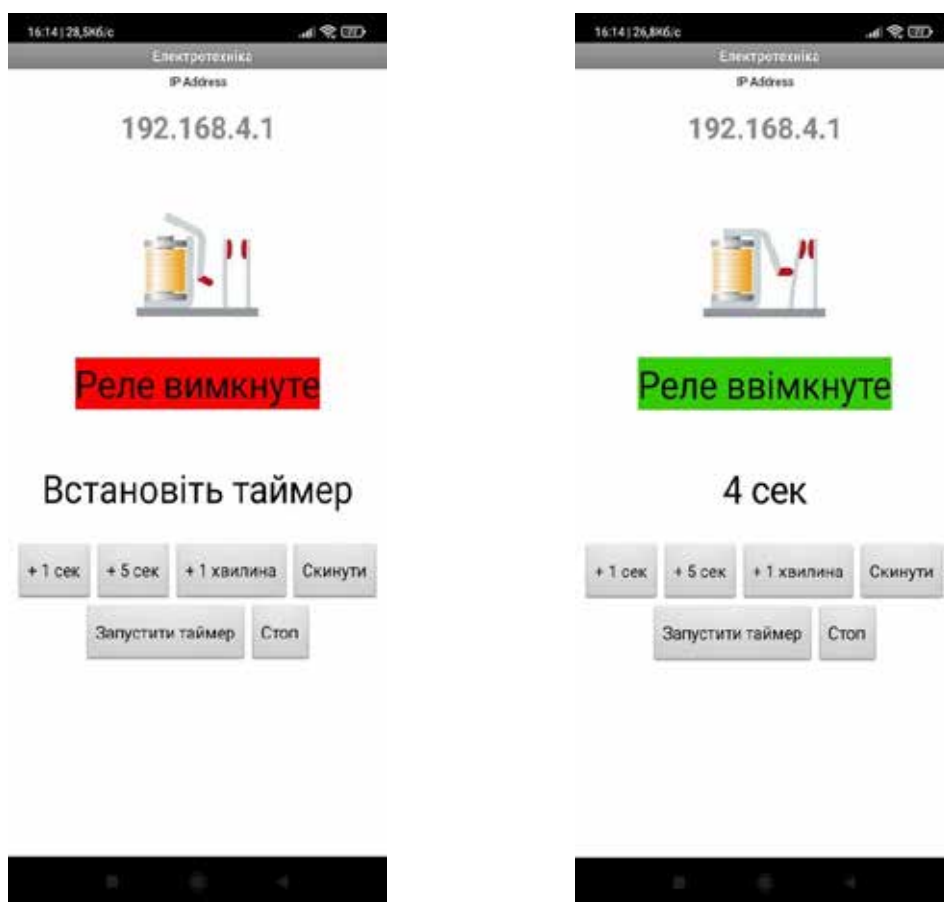 16:14 | 28,5Кб/с
Електротехніка
IP Address
192.168.4.1
Реле вимкнуте
Встановіть таймер
+ 1 сек
+ 5 сек
+ 1 хвилина
Скинути
Запустити таймер
Стоп
16:14 | 26,8Кб/с
Електротехніка
IP Address
192.168.4.1
Реле ввімкнуте
4 сек
+ 1 сек
+ 5 сек
+ 1 хвилина
Скинути
Запустити таймер
Стоп